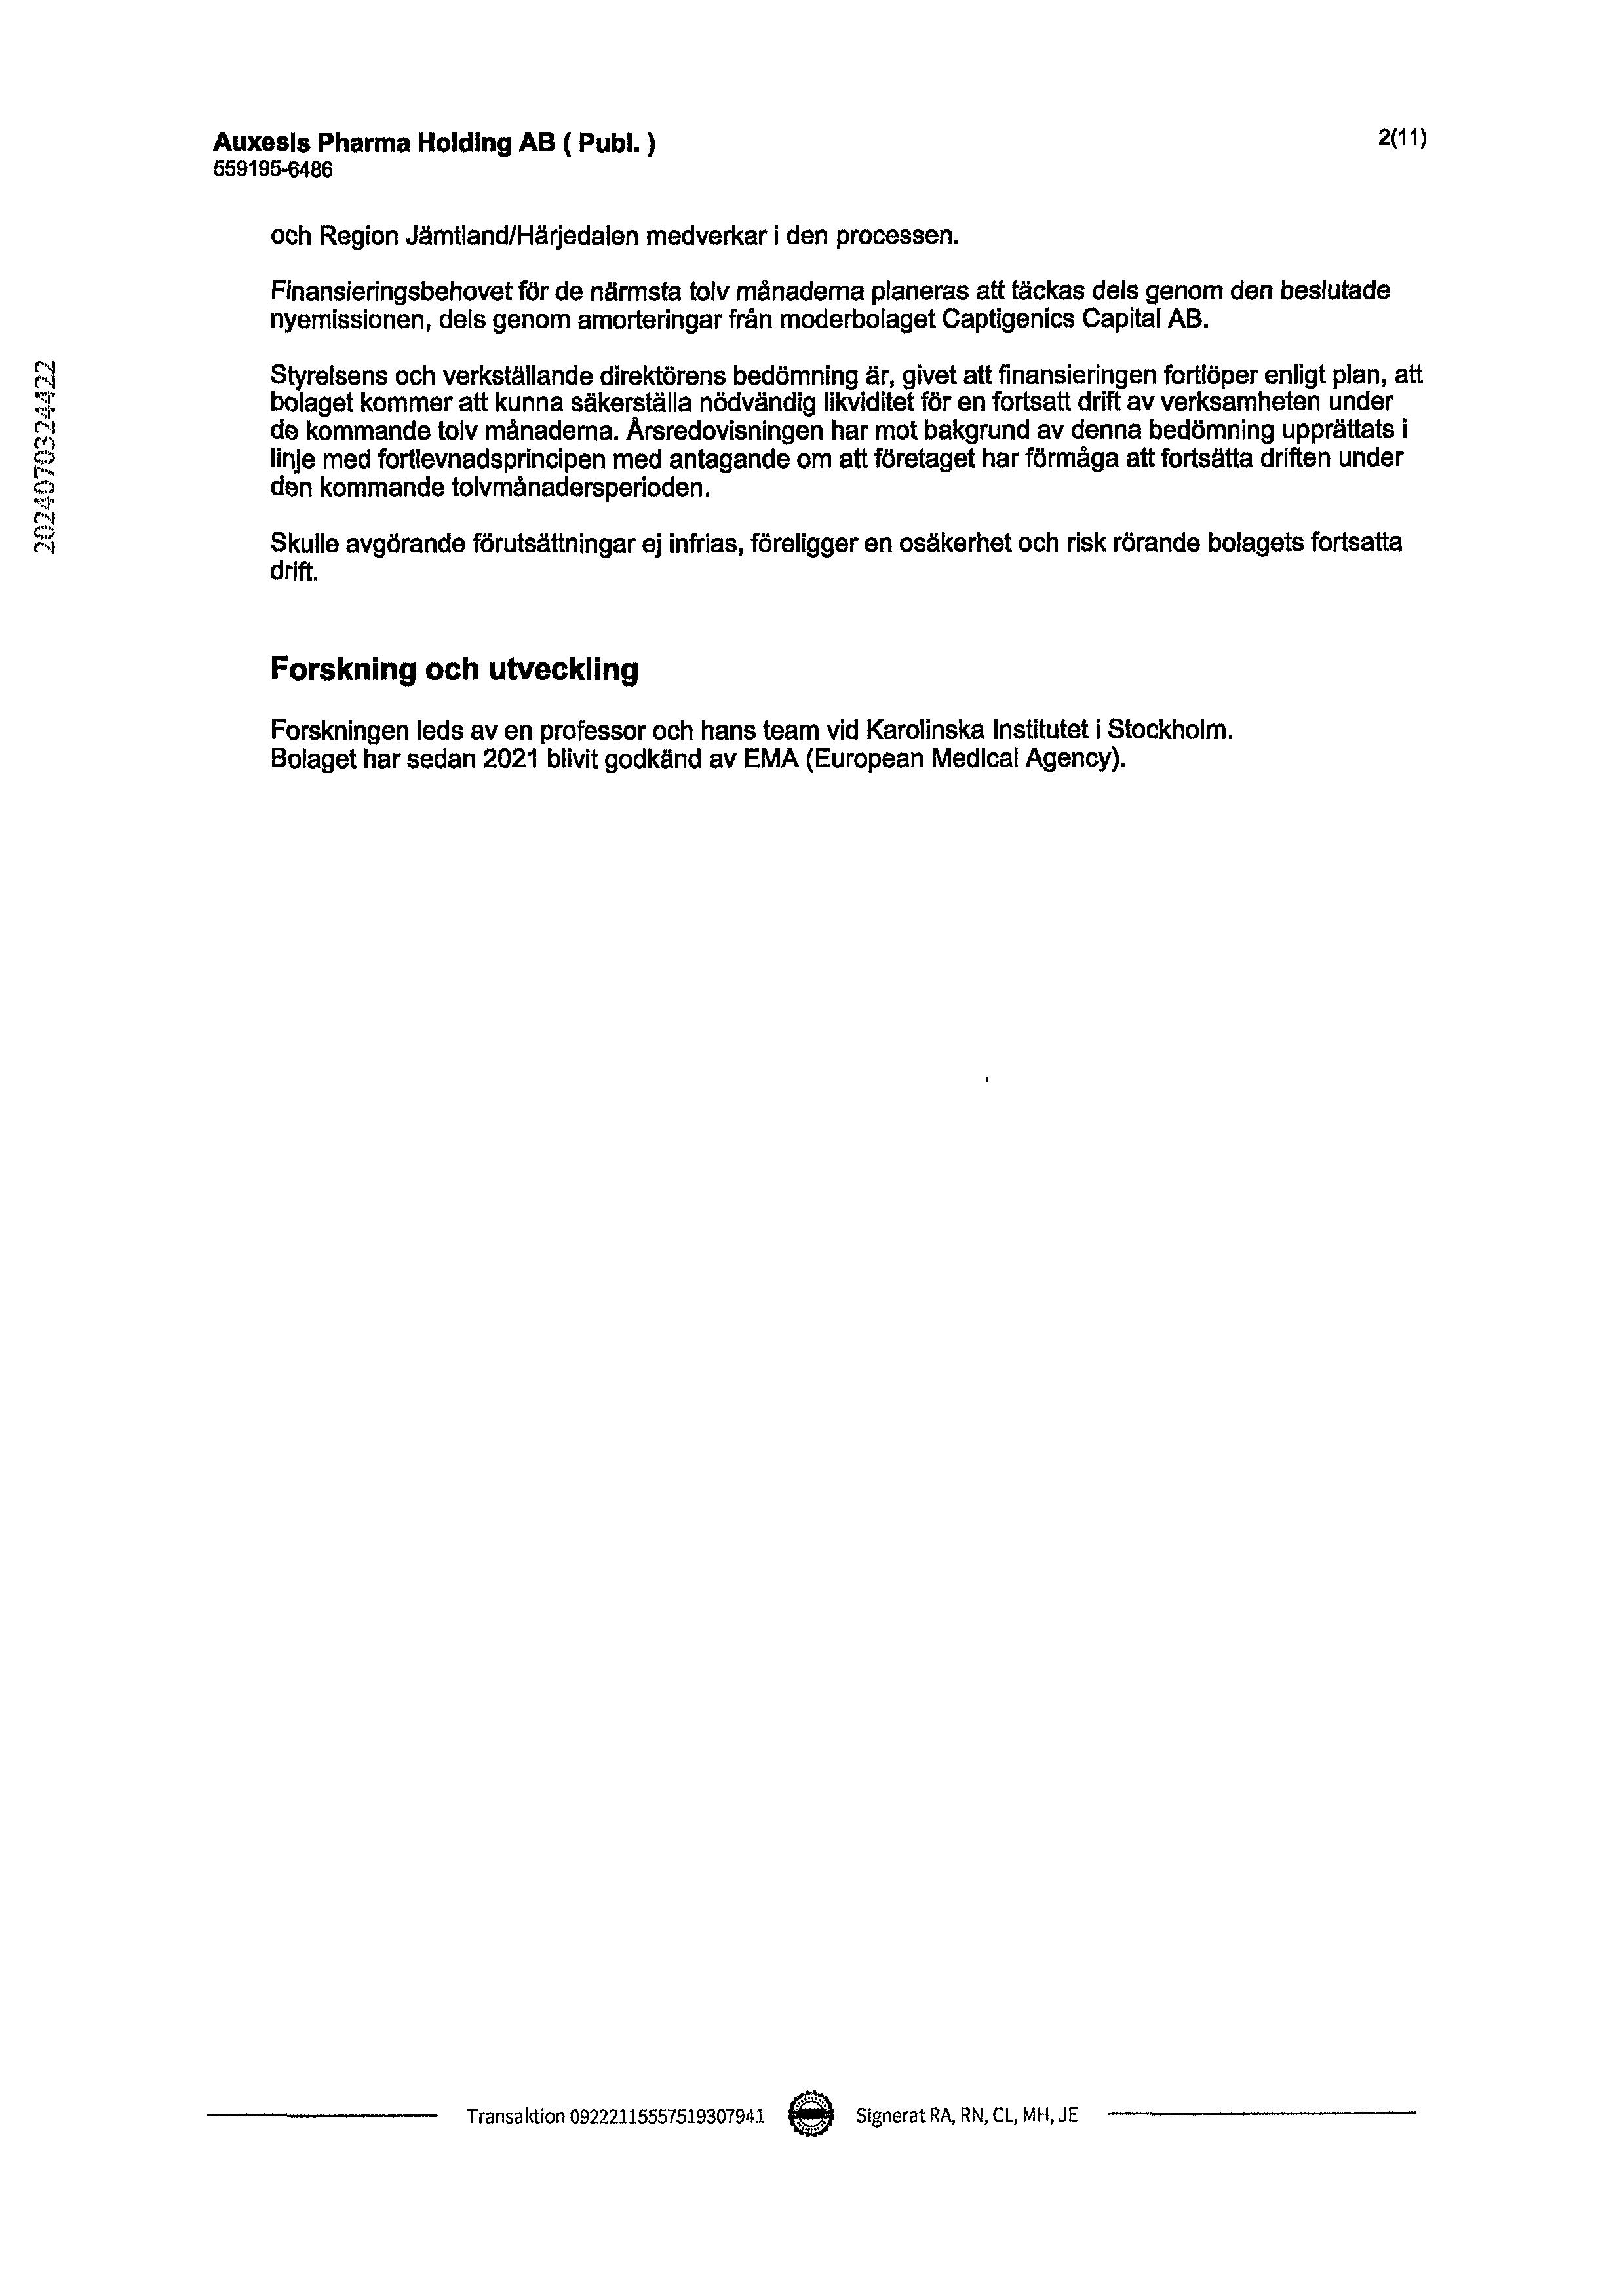 Auxesis Pharma Holding AB ( Publ. )
2(11)
559195-6486
och Region Jämtland/Härjedalen medverkar i den processen.
Finansieringsbehovet för de närmsta tolv månaderna planeras att täckas dels genom den beslutade
nyemissionen, dels genom amorteringar från moderbolaget Captigenics Capital AB.
Styrelsens och verkställande direktörens bedömning är, givet att finansieringen fortlöper enligt plan, att
bolaget kommer att kunna säkerställa nödvändig likviditet för en fortsatt drift av verksamheten under
de kommande tolv månaderna. Årsredovisningen har mot bakgrund av denna bedömning upprättats i
linje med fortlevnadsprincipen med antagande om att företaget har förmåga att fortsätta driften under
den kommande tolvmånadersperioden.
Skulle avgörande förutsättningar ej infrias, föreligger en osäkerhet och risk rörande bolagets fortsatta
drift.
Forskning och utveckling
Forskningen leds av en professor och hans team vid Karolinska Institutet i Stockholm.
Bolaget har sedan 2021 blivit godkänd av EMA (European Medical Agency).
2024070324422
Transaktion 09222115557519307941
Signerat RA, RN, CL, MH, JE